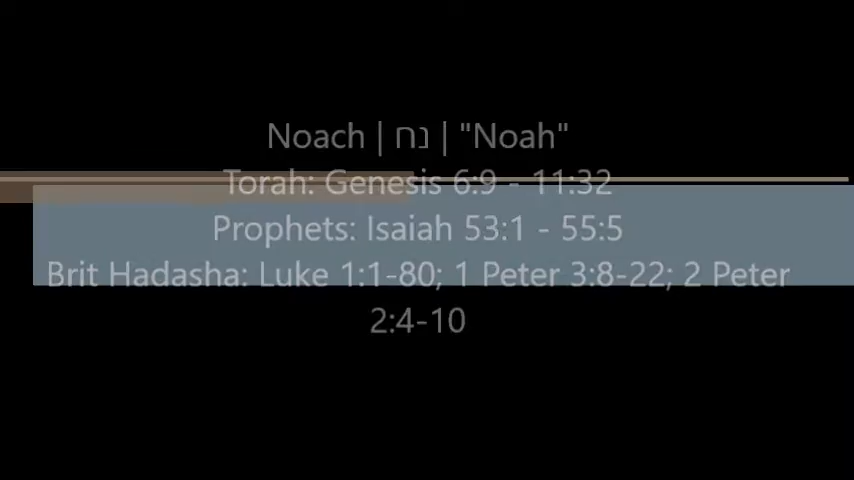 Noach | נח | "Noah"
Torah: Genesis 6:9 - 11:32
Prophets: Isaiah 53:1 - 55:5
Brit Hadasha: Luke 1:1-80; 1 Peter 3:8-22; 2 Peter
2:4-10